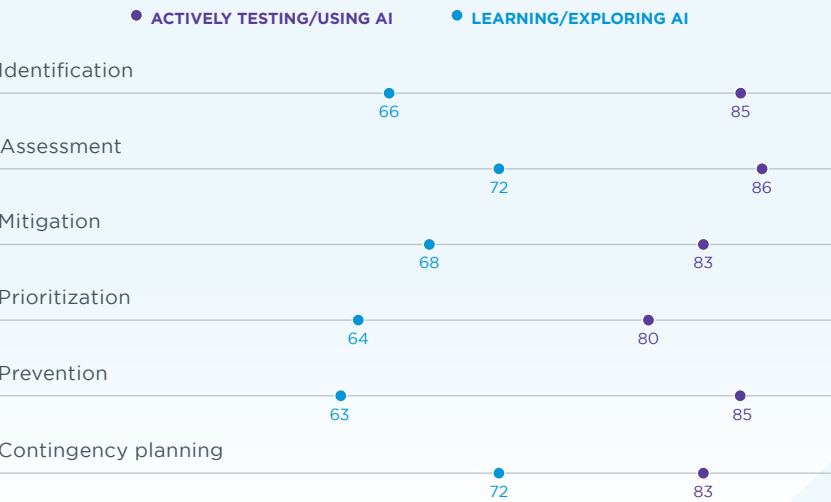 ACTIVELY TESTING/USING AI LEARNING/EXPLORING AI
Identification
66 85
Assessment
72 86
Mitigation
68 83
Prioritization
64 80
Prevention
63 85
Contingency planning
72 83